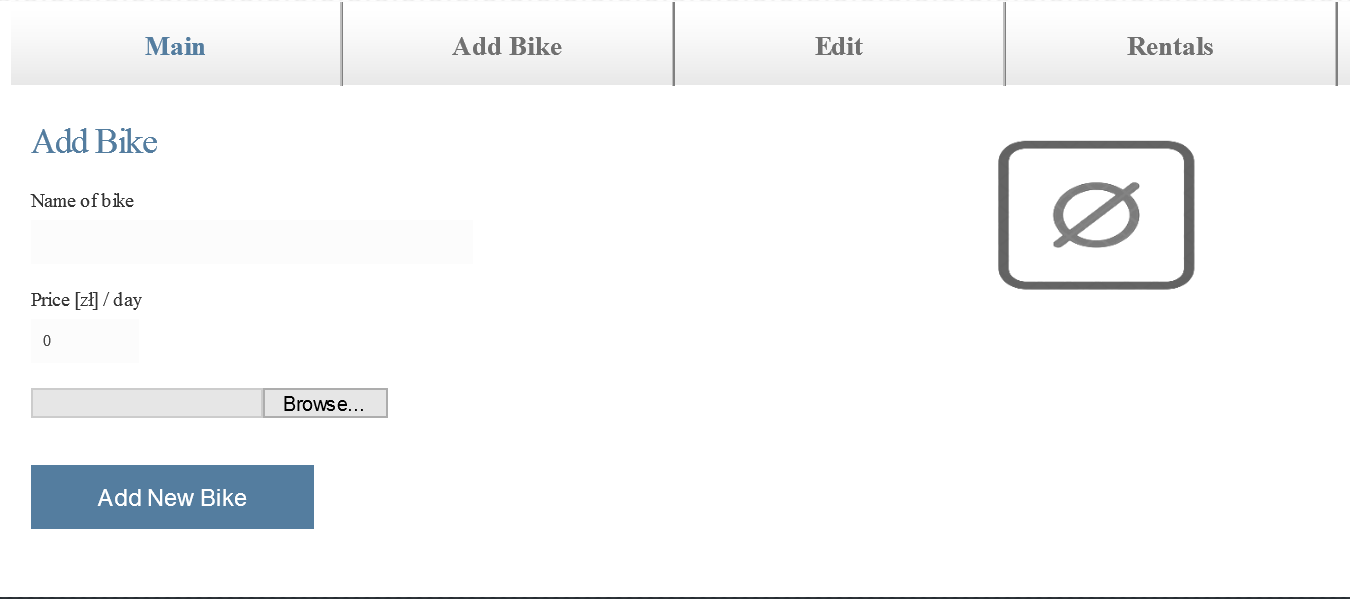 Main
Add Bike
Edit
Rentals
Add Bike
Name of bike
Price [zł] / day
0
Browse...
Add New Bike